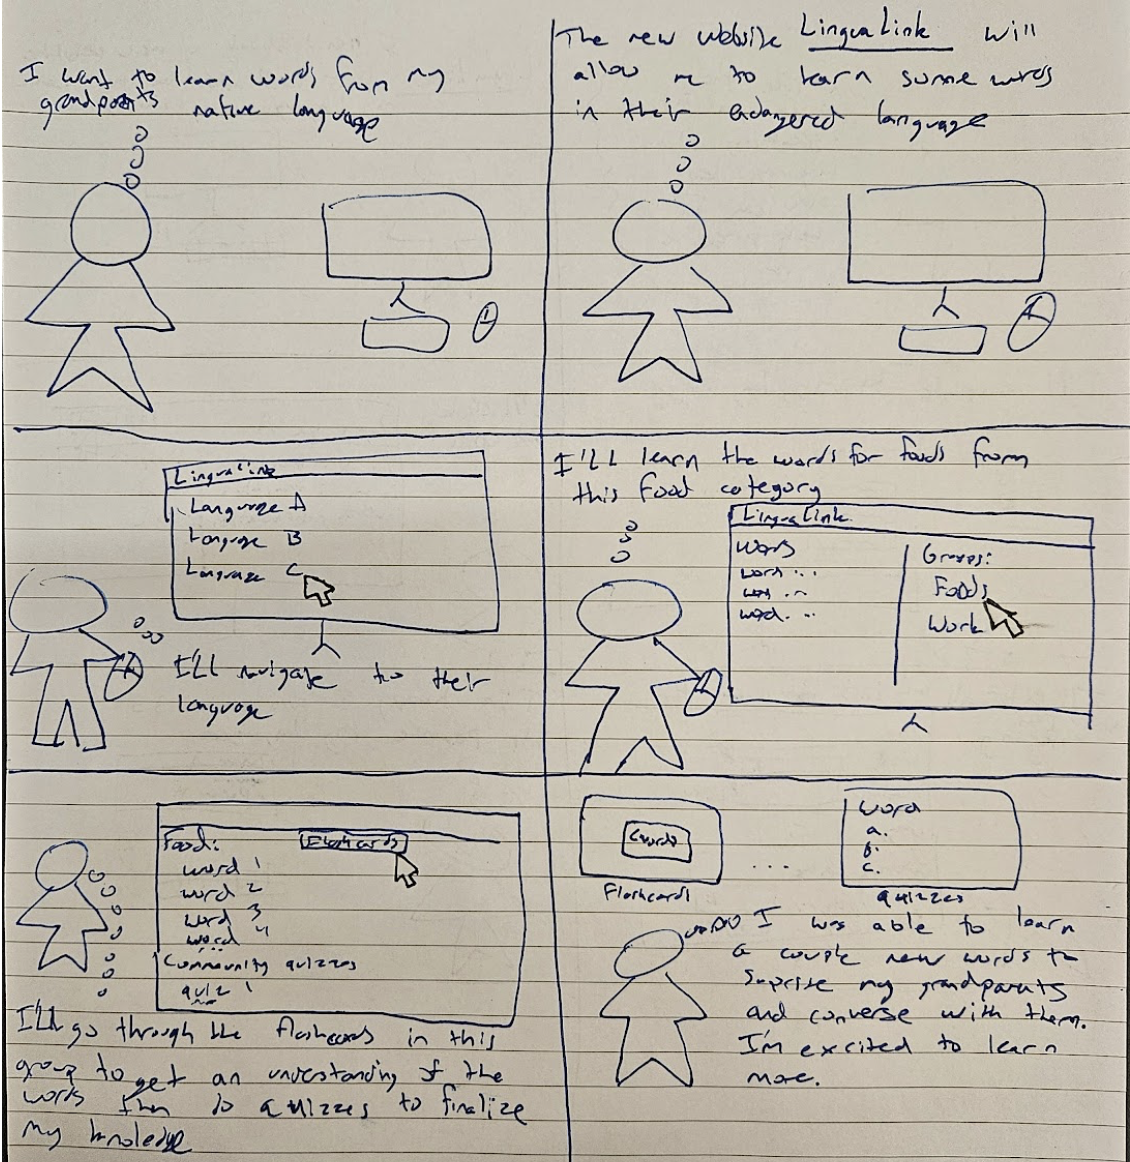 I want to learn words from my
grandparents native language
The new website LinguaLink will
allow me to learn some words
in their endangered language
LinguaLink
Language A
Language B
Language C
I'll navigate to their
language
I'll learn the words for foods from
this food category
LinguaLink
Words
word ...
word ...
word ...
Groups:
Foods
Work
Food:
Flashcards
word 1
word 2
word 3
word 4
Community quizzes
quiz 1
I'll go through the flashcards in this
group to get an understanding of the
words then do quizzes to finalize
my knoledge
...
Flashcards
word
a.
b.
c.
quizzes
I was able to learn
a couple new words to
suprise my grandparents
and converse with them.
I'm excited to learn
more.